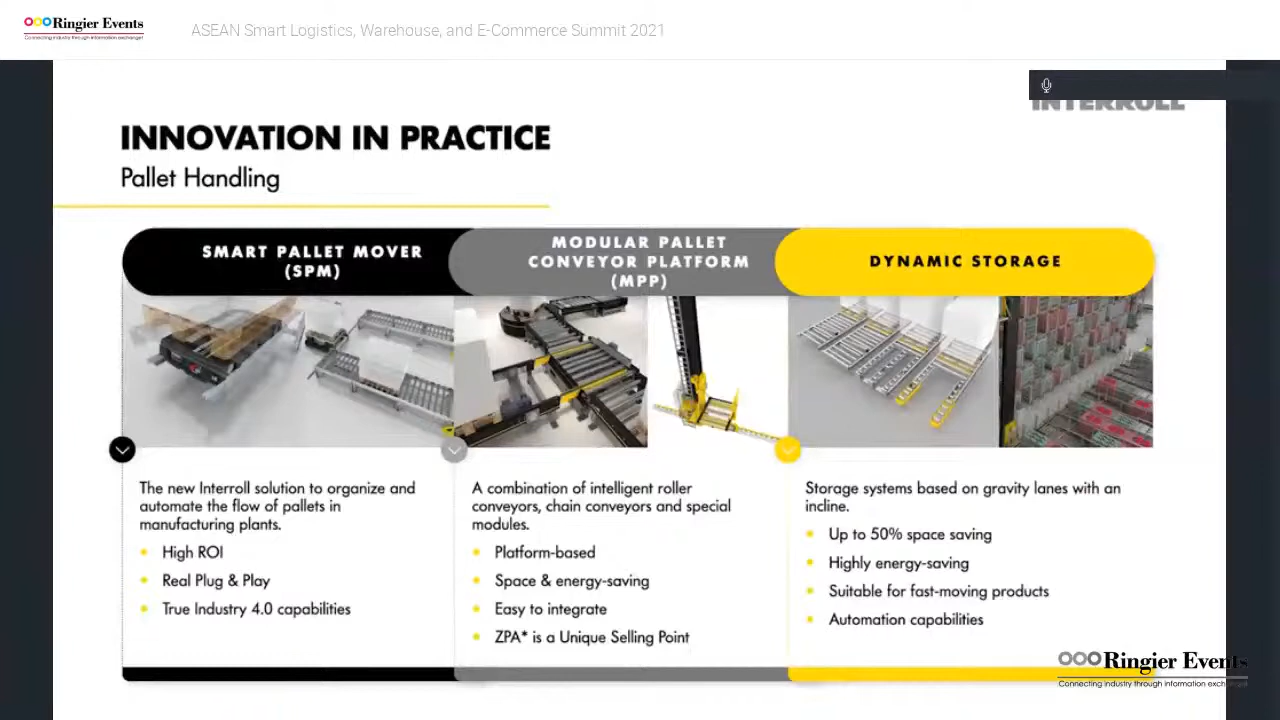 Ringier Events
Connecting industry through information exchange!
ASEAN Smart Logistics, Warehouse, and E-Commerce Summit 2021
INTERROLL
INNOVATION IN PRACTICE
Pallet Handling
SMART PALLET MOVER
(SPM)
MODULAR PALLET
CONVEYOR PLATFORM
(MPP)
DYNAMIC STORAGE
The new Interroll solution to organize and
automate the flow of pallets in
manufacturing plants.
High ROI
Real Plug & Play
True Industry 4.0 capabilities
A combination of intelligent roller
conveyors, chain conveyors and special
modules.
Platform-based
Space & energy-saving
Easy to integrate
ZPA* is a Unique Selling Point
Storage systems based on gravity lanes with an
incline.
Up to 50% space saving
Highly energy-saving
Suitable for fast-moving products
Automation capabilities
Ringier Events
Connecting industry through information exchange!